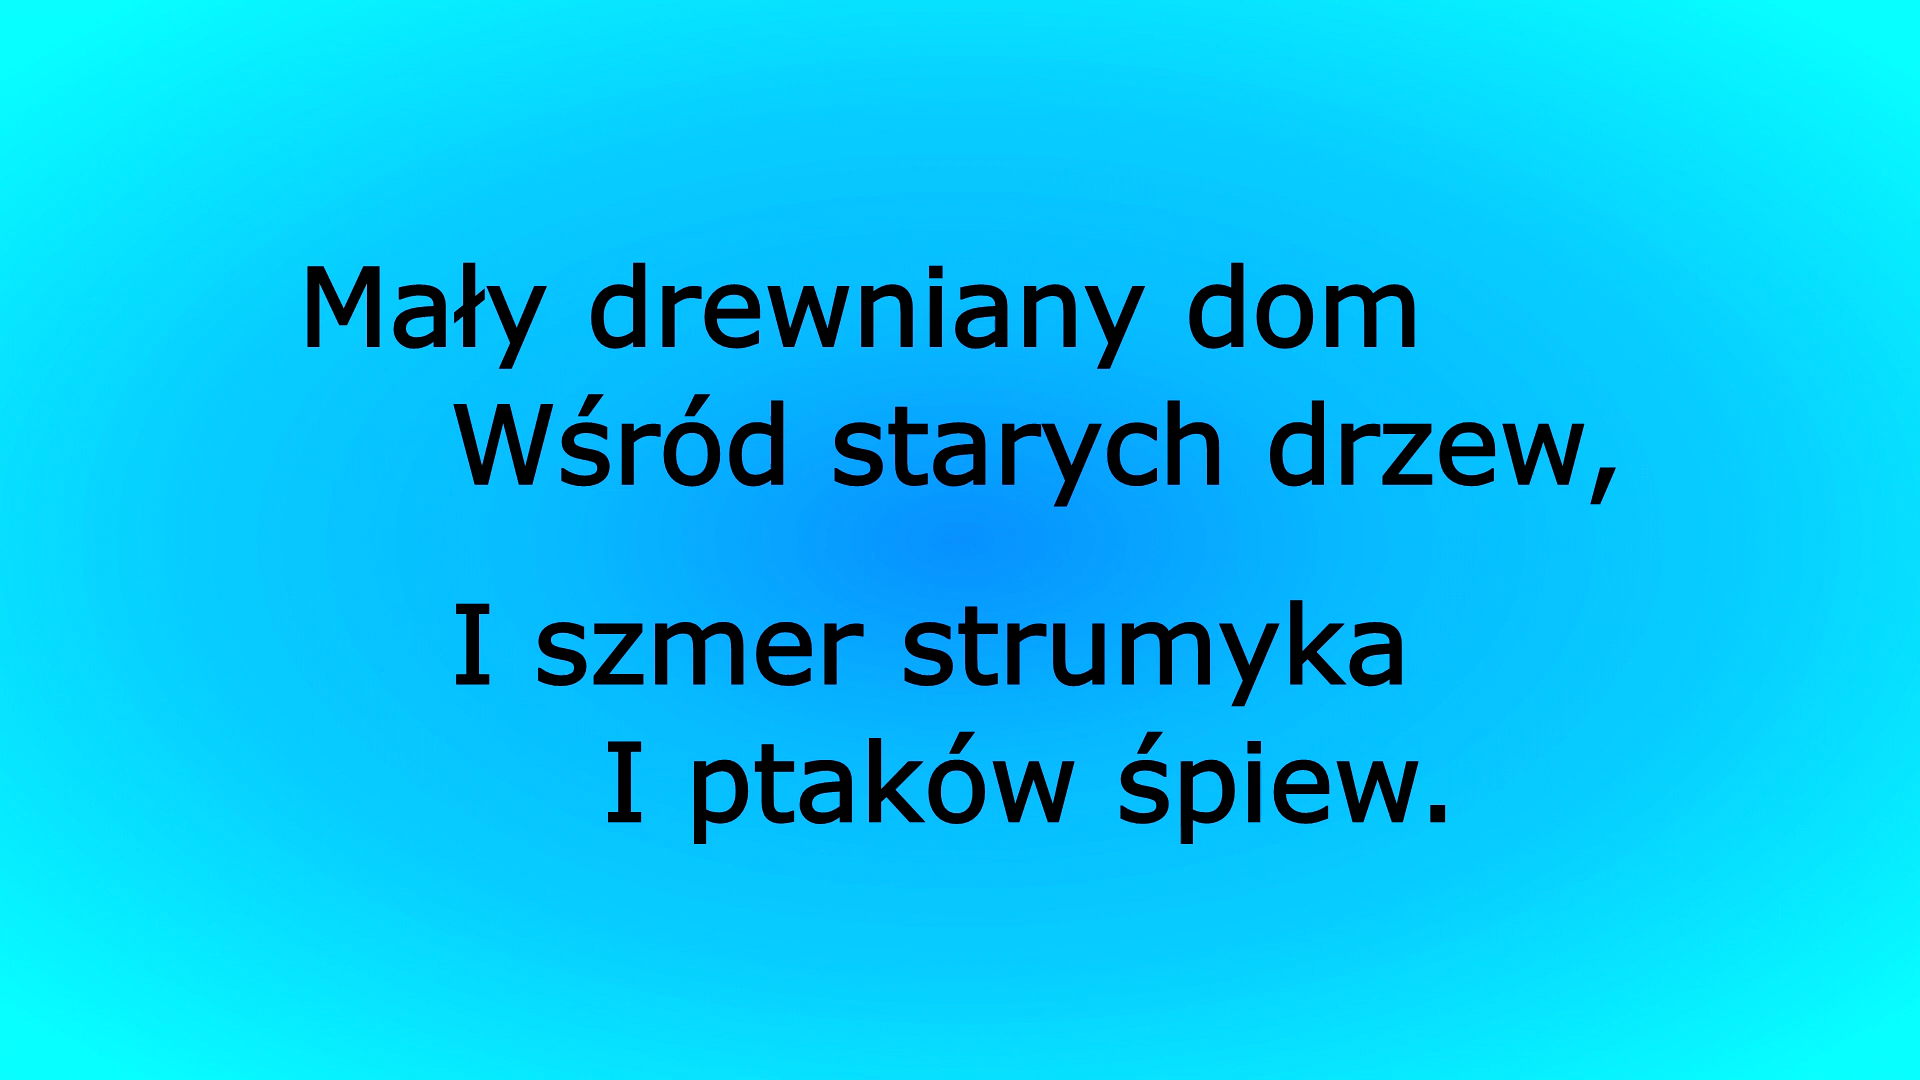 Mały drewniany dom
Wśród starych drzew,
I szmer strumyka
I ptaków śpiew.